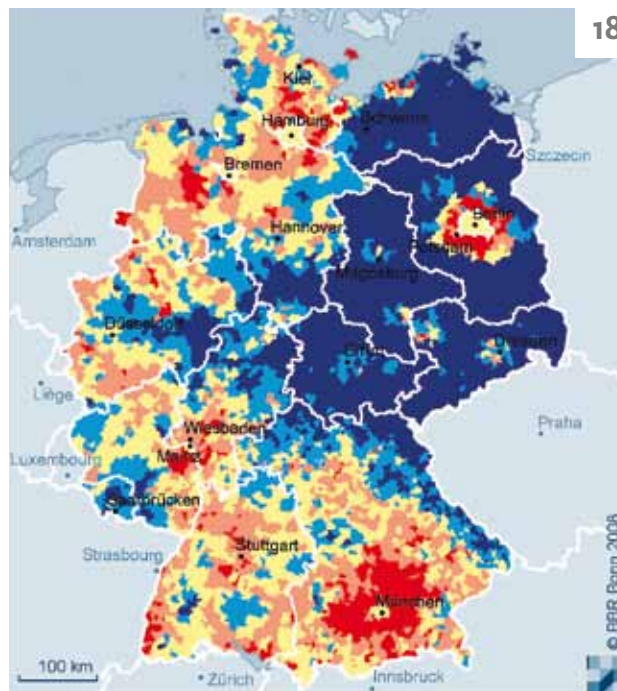 18
Kiel
Hamburg
Schwerin
Szczecin
Bremen
Amsterdam
Hannover
Berlin
Potsdam
Magdeburg
Düsseldorf
Erfurt
Dresden
Liège
Wiesbaden
Mainz
Praha
Luxembourg
Saarbrücken
Strasbourg
Stuttgart
München
100 km
Zürich
Innsbruck
© BBR Bonn 2008